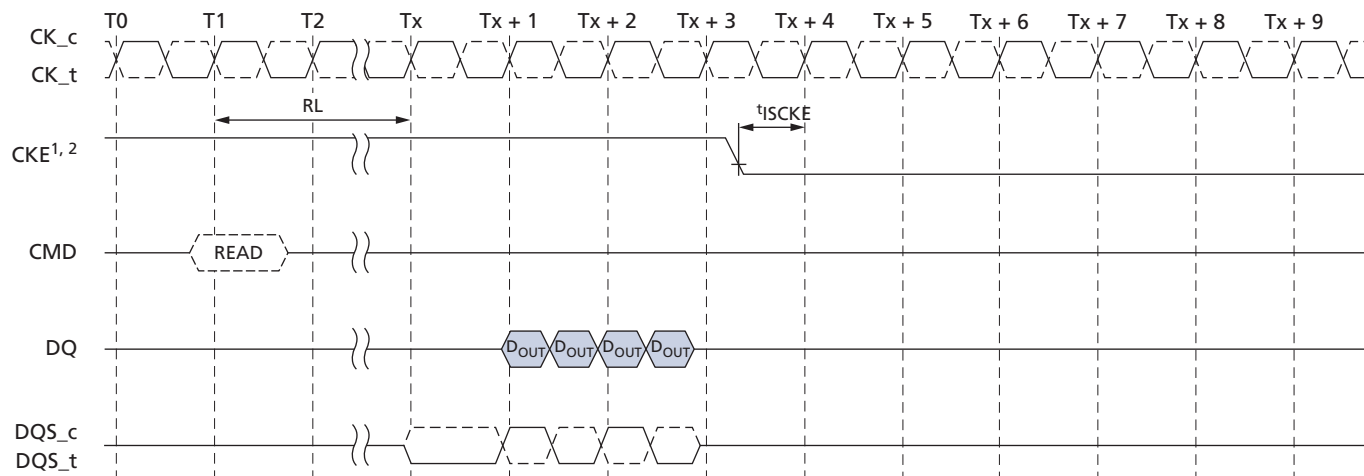 T0 T1 T2 Tx Tx + 1 Tx + 2 Tx + 3 Tx + 4 Tx + 5 Tx + 6 Tx + 7 Tx + 8 Tx + 9
CK_c
CK_t
RL
tISCKE
CKE1, 2
CMD READ
DQ DOUT DOUT DOUT DOUT
DQS_c
DQS_t